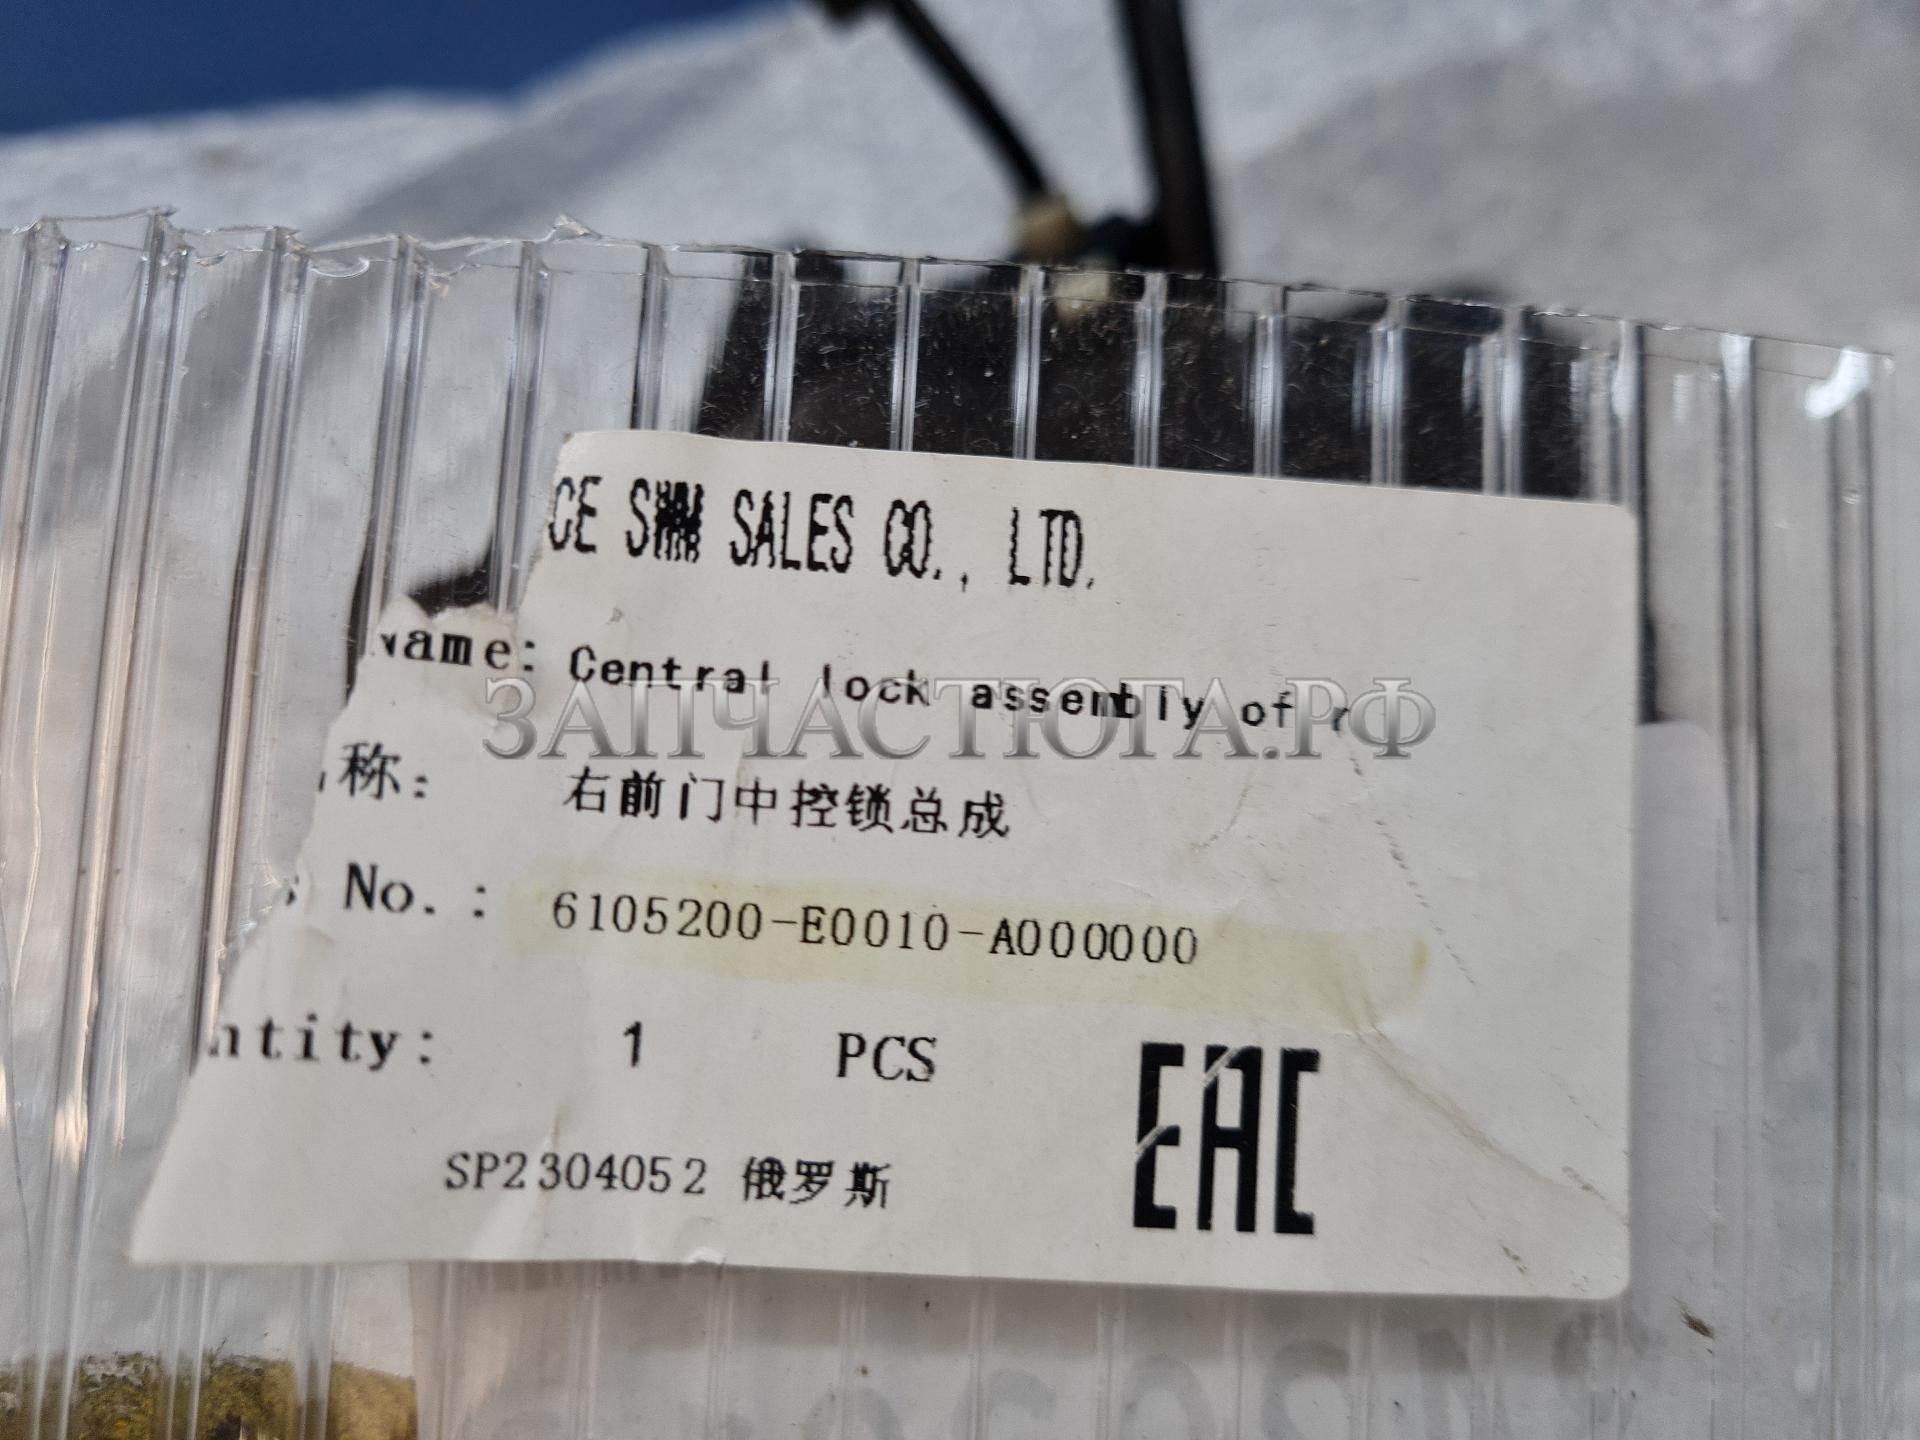 CE SHW SALES CO., LTD.
Name: Central lock assembly of r
ЗАПЧАСТЮГА.РФ
称: 右前门中控锁总成
s No.: 6105200-E0010-A000000
ntity: 1 PCS
SP2304052 俄罗斯
EAC